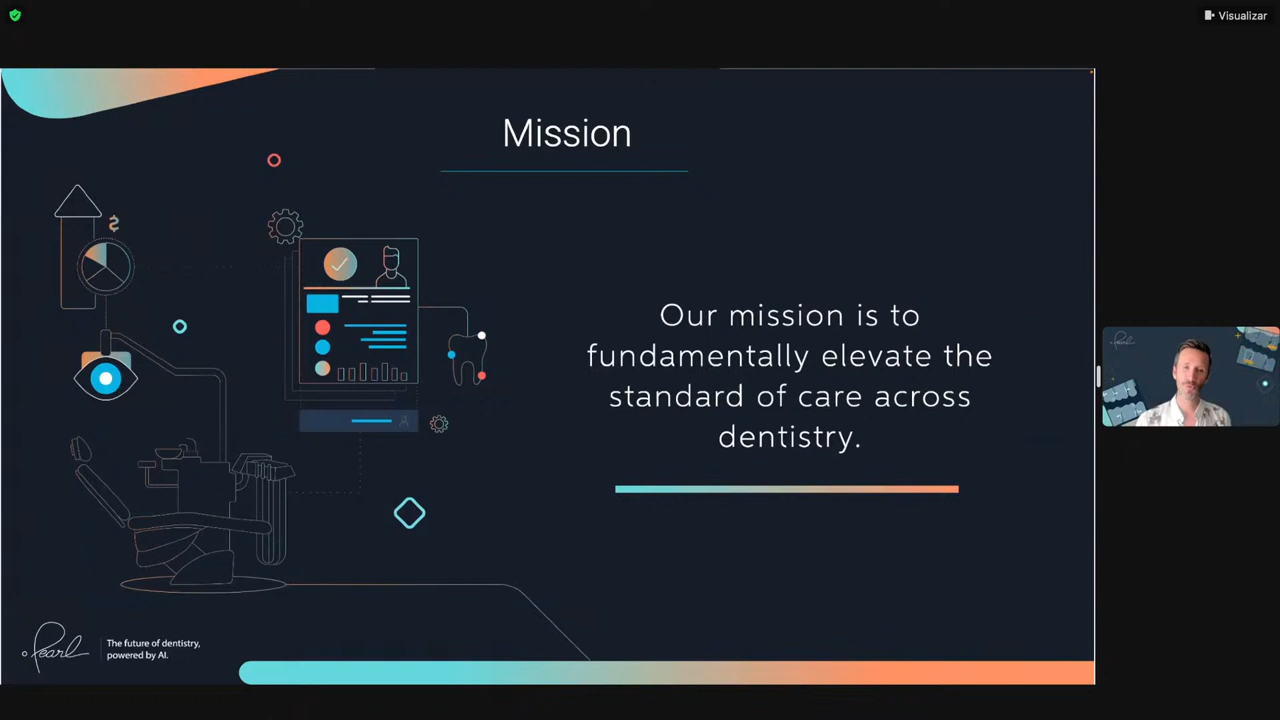 Visualizar
Mission
$
Our mission is to
fundamentally elevate the
standard of care across
dentistry.
Pearl
The future of dentistry,
powered by AI.
Pearl